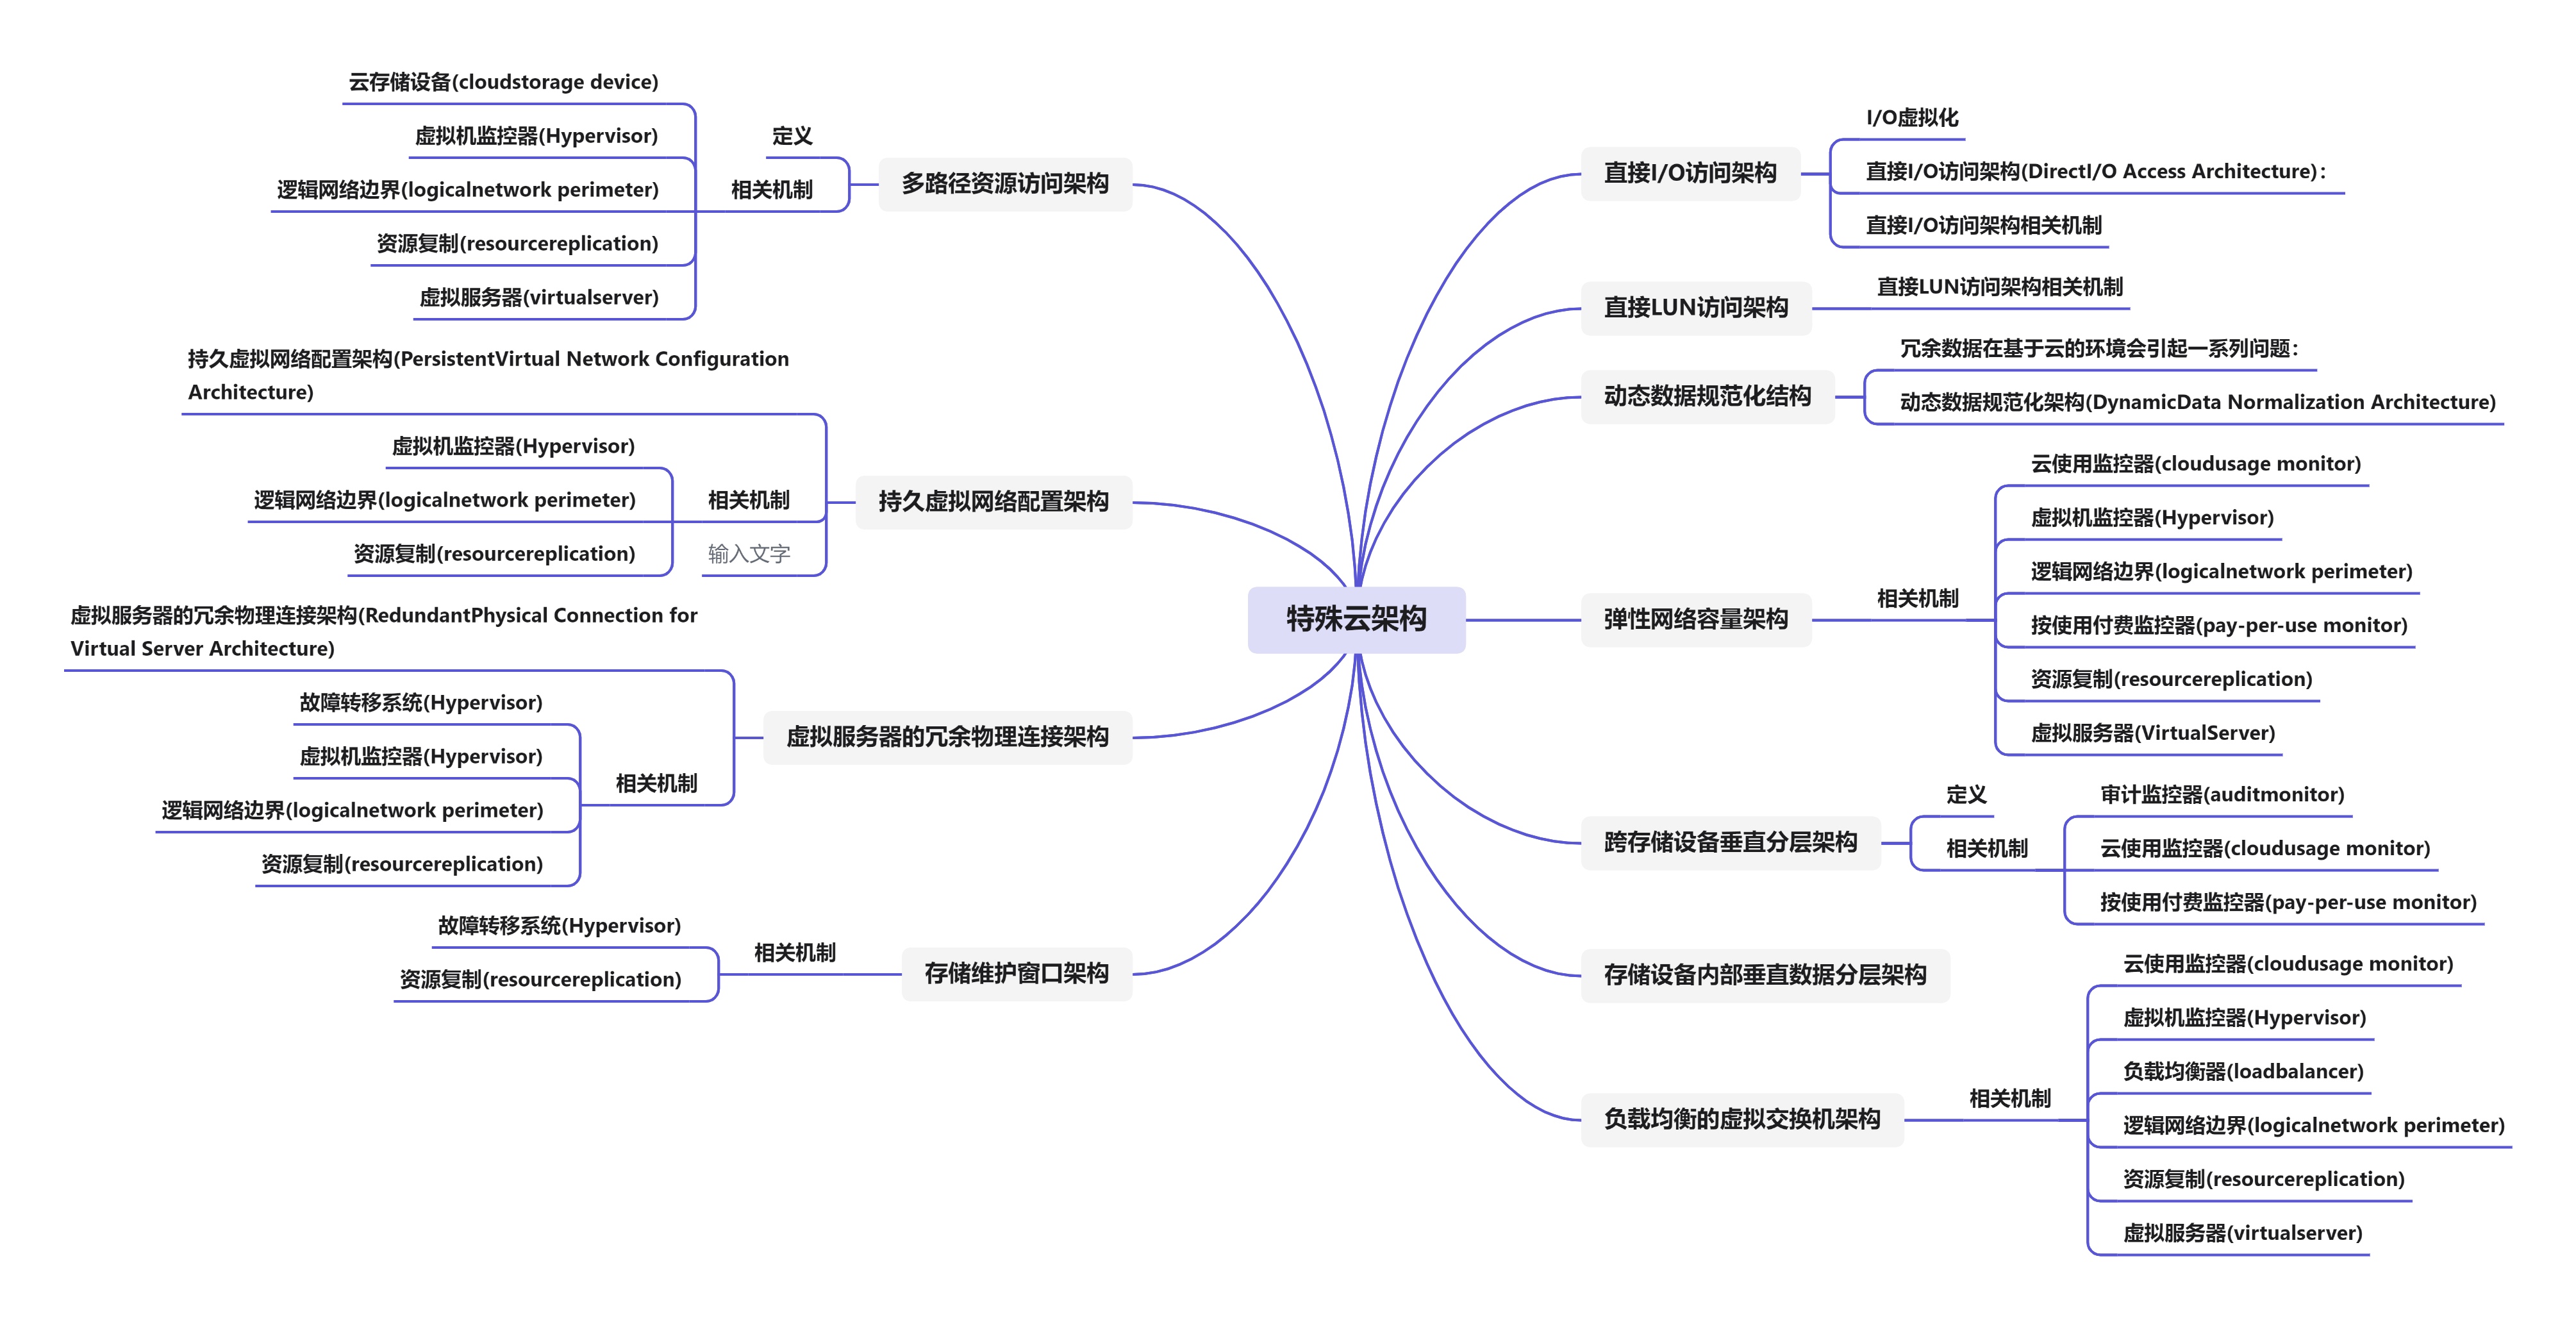 特殊云架构
直接I/O访问架构
I/O虚拟化
直接I/O访问架构(DirectI/O Access Architecture)：
直接I/O访问架构相关机制
直接LUN访问架构
直接LUN访问架构相关机制
动态数据规范化结构
冗余数据在基于云的环境会引起一系列问题：
动态数据规范化架构(DynamicData Normalization Architecture)
弹性网络容量架构
相关机制
云使用监控器(cloudusage monitor)
虚拟机监控器(Hypervisor)
逻辑网络边界(logicalnetwork perimeter)
按使用付费监控器(pay-per-use monitor)
资源复制(resourcereplication)
虚拟服务器(VirtualServer)
跨存储设备垂直分层架构
定义
相关机制
审计监控器(auditmonitor)
云使用监控器(cloudusage monitor)
按使用付费监控器(pay-per-use monitor)
存储设备内部垂直数据分层架构
负载均衡的虚拟交换机架构
相关机制
云使用监控器(cloudusage monitor)
虚拟机监控器(Hypervisor)
负载均衡器(loadbalancer)
逻辑网络边界(logicalnetwork perimeter)
资源复制(resourcereplication)
虚拟服务器(virtualserver)
多路径资源访问架构
定义
相关机制
云存储设备(cloudstorage device)
虚拟机监控器(Hypervisor)
逻辑网络边界(logicalnetwork perimeter)
资源复制(resourcereplication)
虚拟服务器(virtualserver)
持久虚拟网络配置架构
持久虚拟网络配置架构(PersistentVirtual Network Configuration
Architecture)
相关机制
虚拟机监控器(Hypervisor)
逻辑网络边界(logicalnetwork perimeter)
资源复制(resourcereplication)
输入文字
虚拟服务器的冗余物理连接架构
虚拟服务器的冗余物理连接架构(RedundantPhysical Connection for
Virtual Server Architecture)
相关机制
故障转移系统(Hypervisor)
虚拟机监控器(Hypervisor)
逻辑网络边界(logicalnetwork perimeter)
资源复制(resourcereplication)
存储维护窗口架构
相关机制
故障转移系统(Hypervisor)
资源复制(resourcereplication)